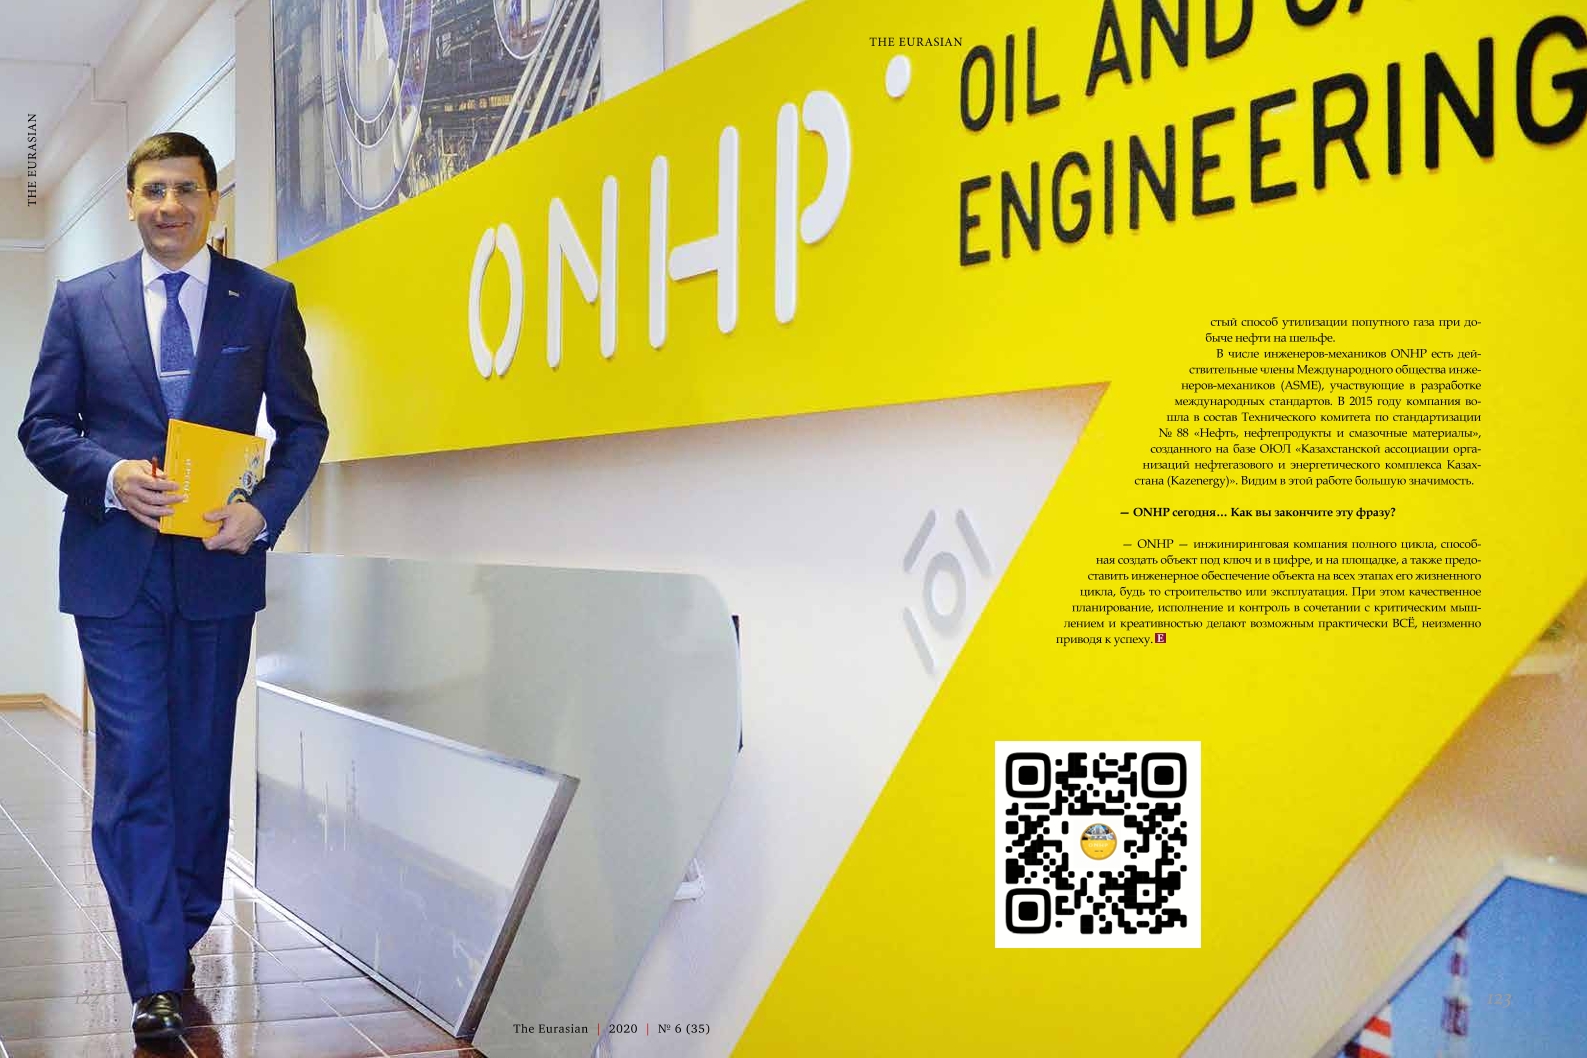 THE EURASIAN
THE EURASIAN
ONHP
OIL AND
ENGINEERING
стый способ утилизации попутного газа при до-
быче нефти на шельфе.
В числе инженеров-механиков ONHP есть дей-
ствительные члены Международного общества инже-
неров-механиков (ASME), участвующие в разработке
международных стандартов. В 2015 году компания во-
шла в состав Технического комитета по стандартизации
№ 88 «Нефть, нефтепродукты и смазочные материалы»,
созданного на базе ОЮЛ «Казахстанской ассоциации орга-
низаций нефтегазового и энергетического комплекса Казах-
стана (Kazenergy)». Видим в этой работе большую значимость.
— ONHP сегодня… Как вы закончите эту фразу?
— ONHP — инжиниринговая компания полного цикла, способ-
ная создать объект под ключ и в цифре, и на площадке, а также предо-
ставить инженерное обеспечение объекта на всех этапах его жизненного
цикла, будь то строительство или эксплуатация. При этом качественное
планирование, исполнение и контроль в сочетании с критическим мыш-
лением и креативностью делают возможным практически ВСЁ, неизменно
приводя к успеху. E
122
The Eurasian | 2020 | № 6 (35)
123